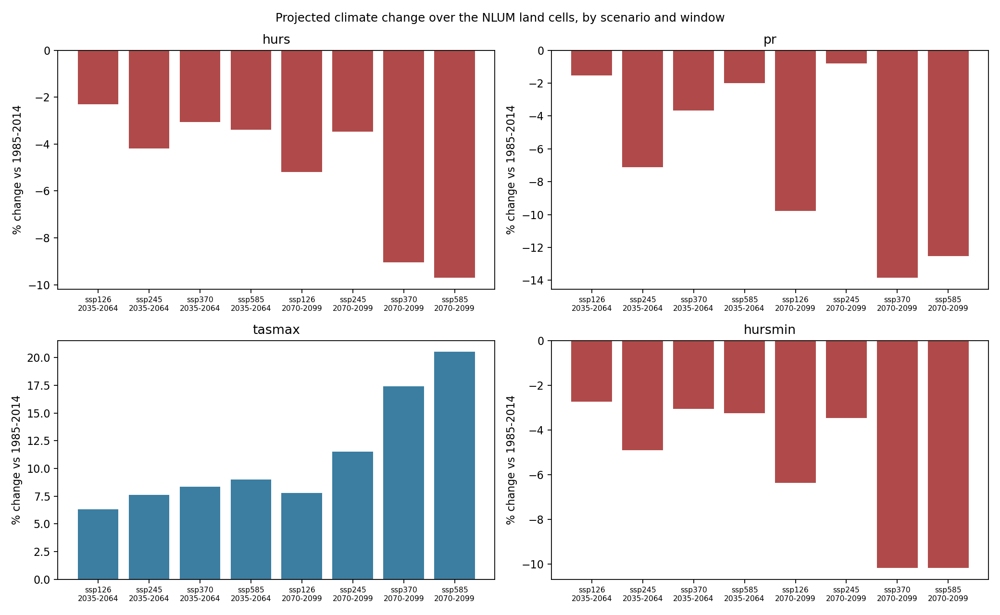 Projected climate change over the NLUM land cells, by scenario and window
hurs
% change vs 1985-2014
0
−2
−4
−6
−8
−10
ssp126 ssp245 ssp370 ssp585 ssp126 ssp245 ssp370 ssp585
2035-2064 2035-2064 2035-2064 2035-2064 2070-2099 2070-2099 2070-2099 2070-2099
pr
% change vs 1985-2014
0
−2
−4
−6
−8
−10
−12
−14
ssp126 ssp245 ssp370 ssp585 ssp126 ssp245 ssp370 ssp585
2035-2064 2035-2064 2035-2064 2035-2064 2070-2099 2070-2099 2070-2099 2070-2099
tasmax
% change vs 1985-2014
20.0
17.5
15.0
12.5
10.0
7.5
5.0
2.5
0.0
ssp126 ssp245 ssp370 ssp585 ssp126 ssp245 ssp370 ssp585
2035-2064 2035-2064 2035-2064 2035-2064 2070-2099 2070-2099 2070-2099 2070-2099
hursmin
% change vs 1985-2014
0
−2
−4
−6
−8
−10
ssp126 ssp245 ssp370 ssp585 ssp126 ssp245 ssp370 ssp585
2035-2064 2035-2064 2035-2064 2035-2064 2070-2099 2070-2099 2070-2099 2070-2099